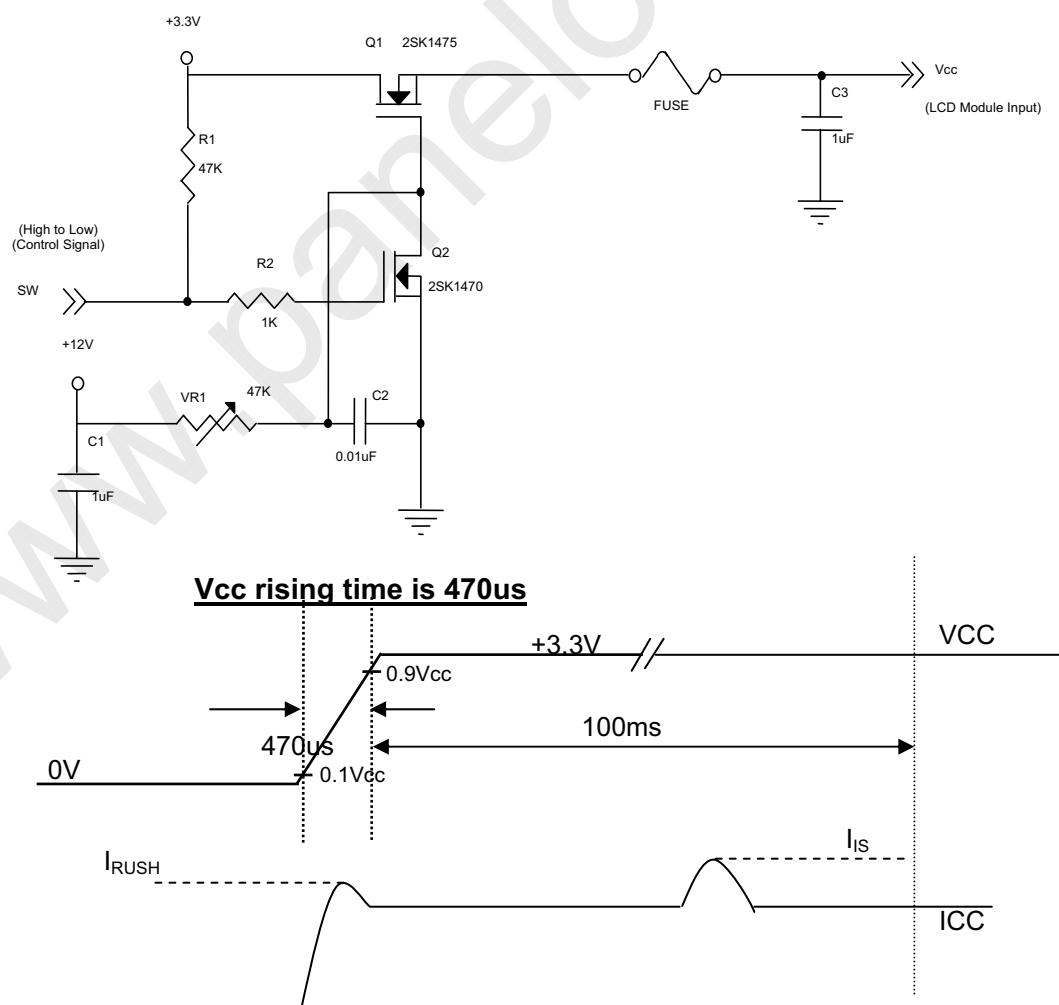 +3.3V
Q1 2SK1475
Vcc
C3
FUSE
(LCD Module Input)
R1
47K
1uF
(High to Low)
(Control Signal)
Q2
R2
2SK1470
SW
1K
+12V
VR1
47K
C2
C1
0.01uF
1uF
Vcc rising time is 470us
+3.3V
VCC
0.9Vcc
100ms
470us
0V
0.1Vcc
IRUSH
IIS
ICC
www.panelo